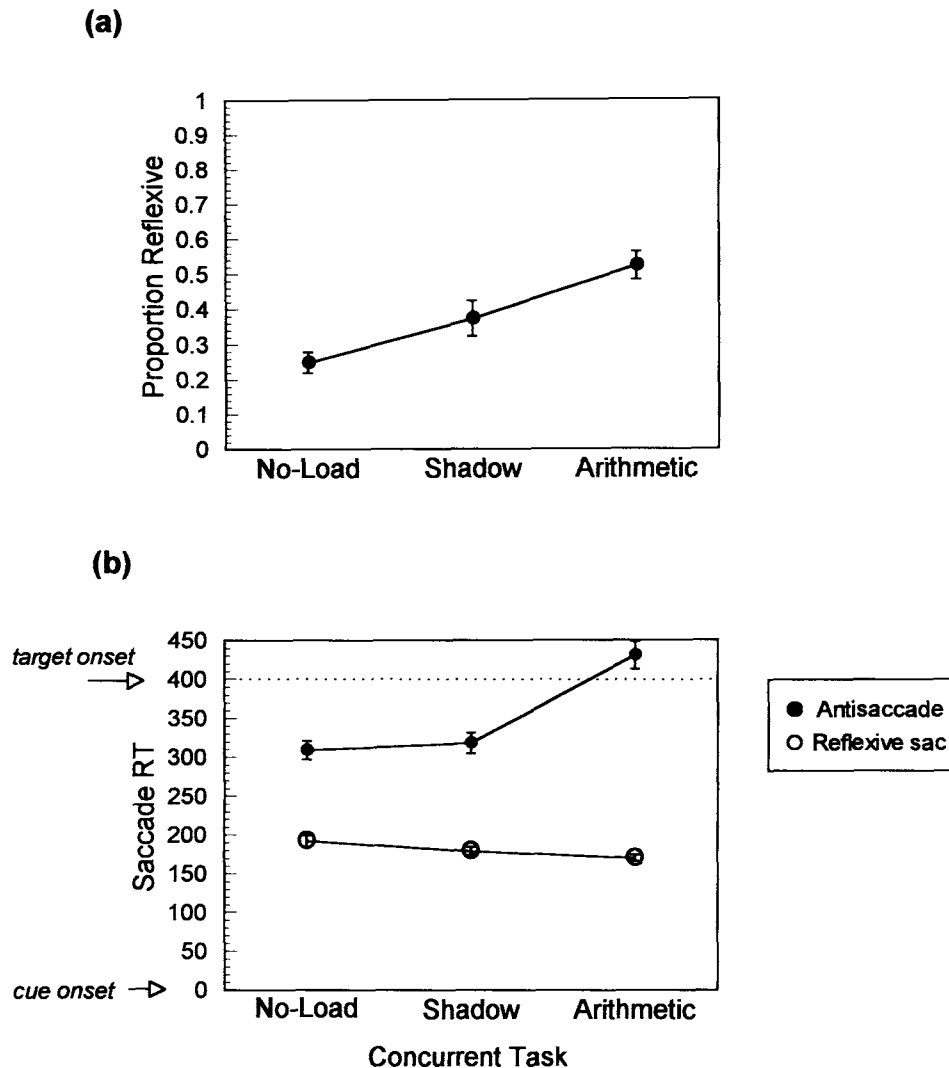 (a)
1
0.9
0.8
0.7
0.6
0.5
0.4
0.3
0.2
0.1
0
Proportion Reflexive
No-Load Shadow Arithmetic
(b)
target onset
450
400
350
300
250
200
150
100
50
0
Saccade RT
cue onset
No-Load Shadow Arithmetic
Concurrent Task
Antisaccade
Reflexive sac